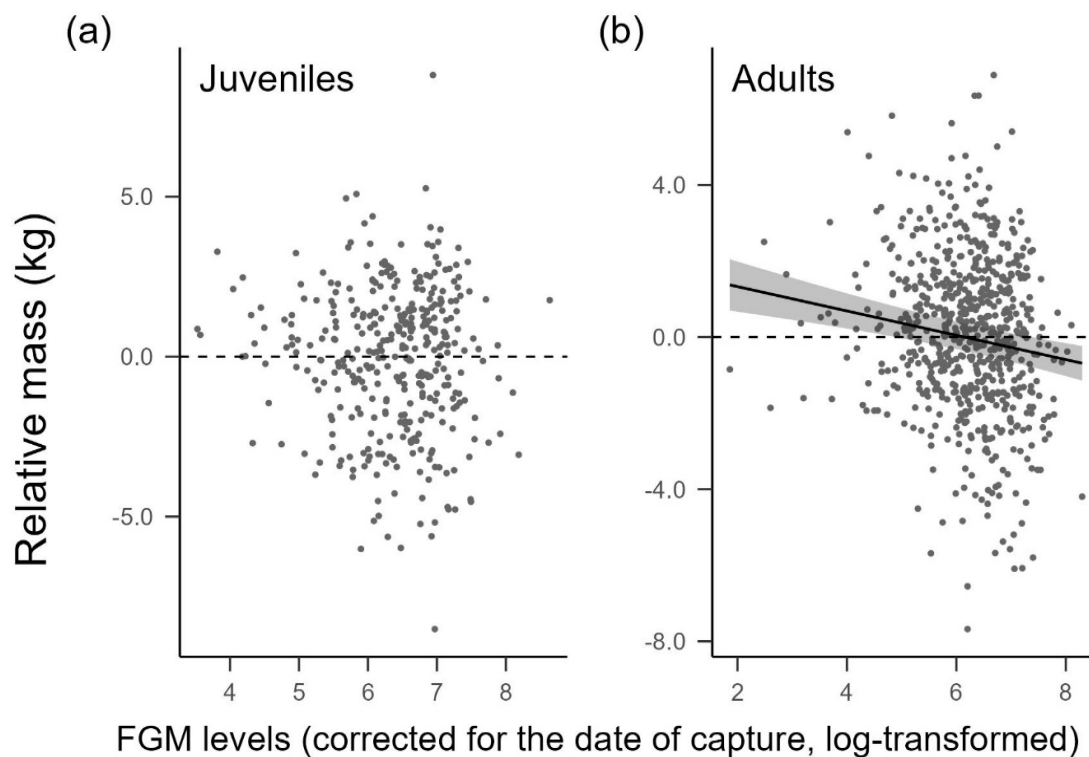 (a)
(b)
Juveniles
Adults
Relative mass (kg)
5.0
0.0
-5.0
4.0
0.0
-4.0
-8.0
4 5 6 7 8
2 4 6 8
FGM levels (corrected for the date of capture, log-transformed)